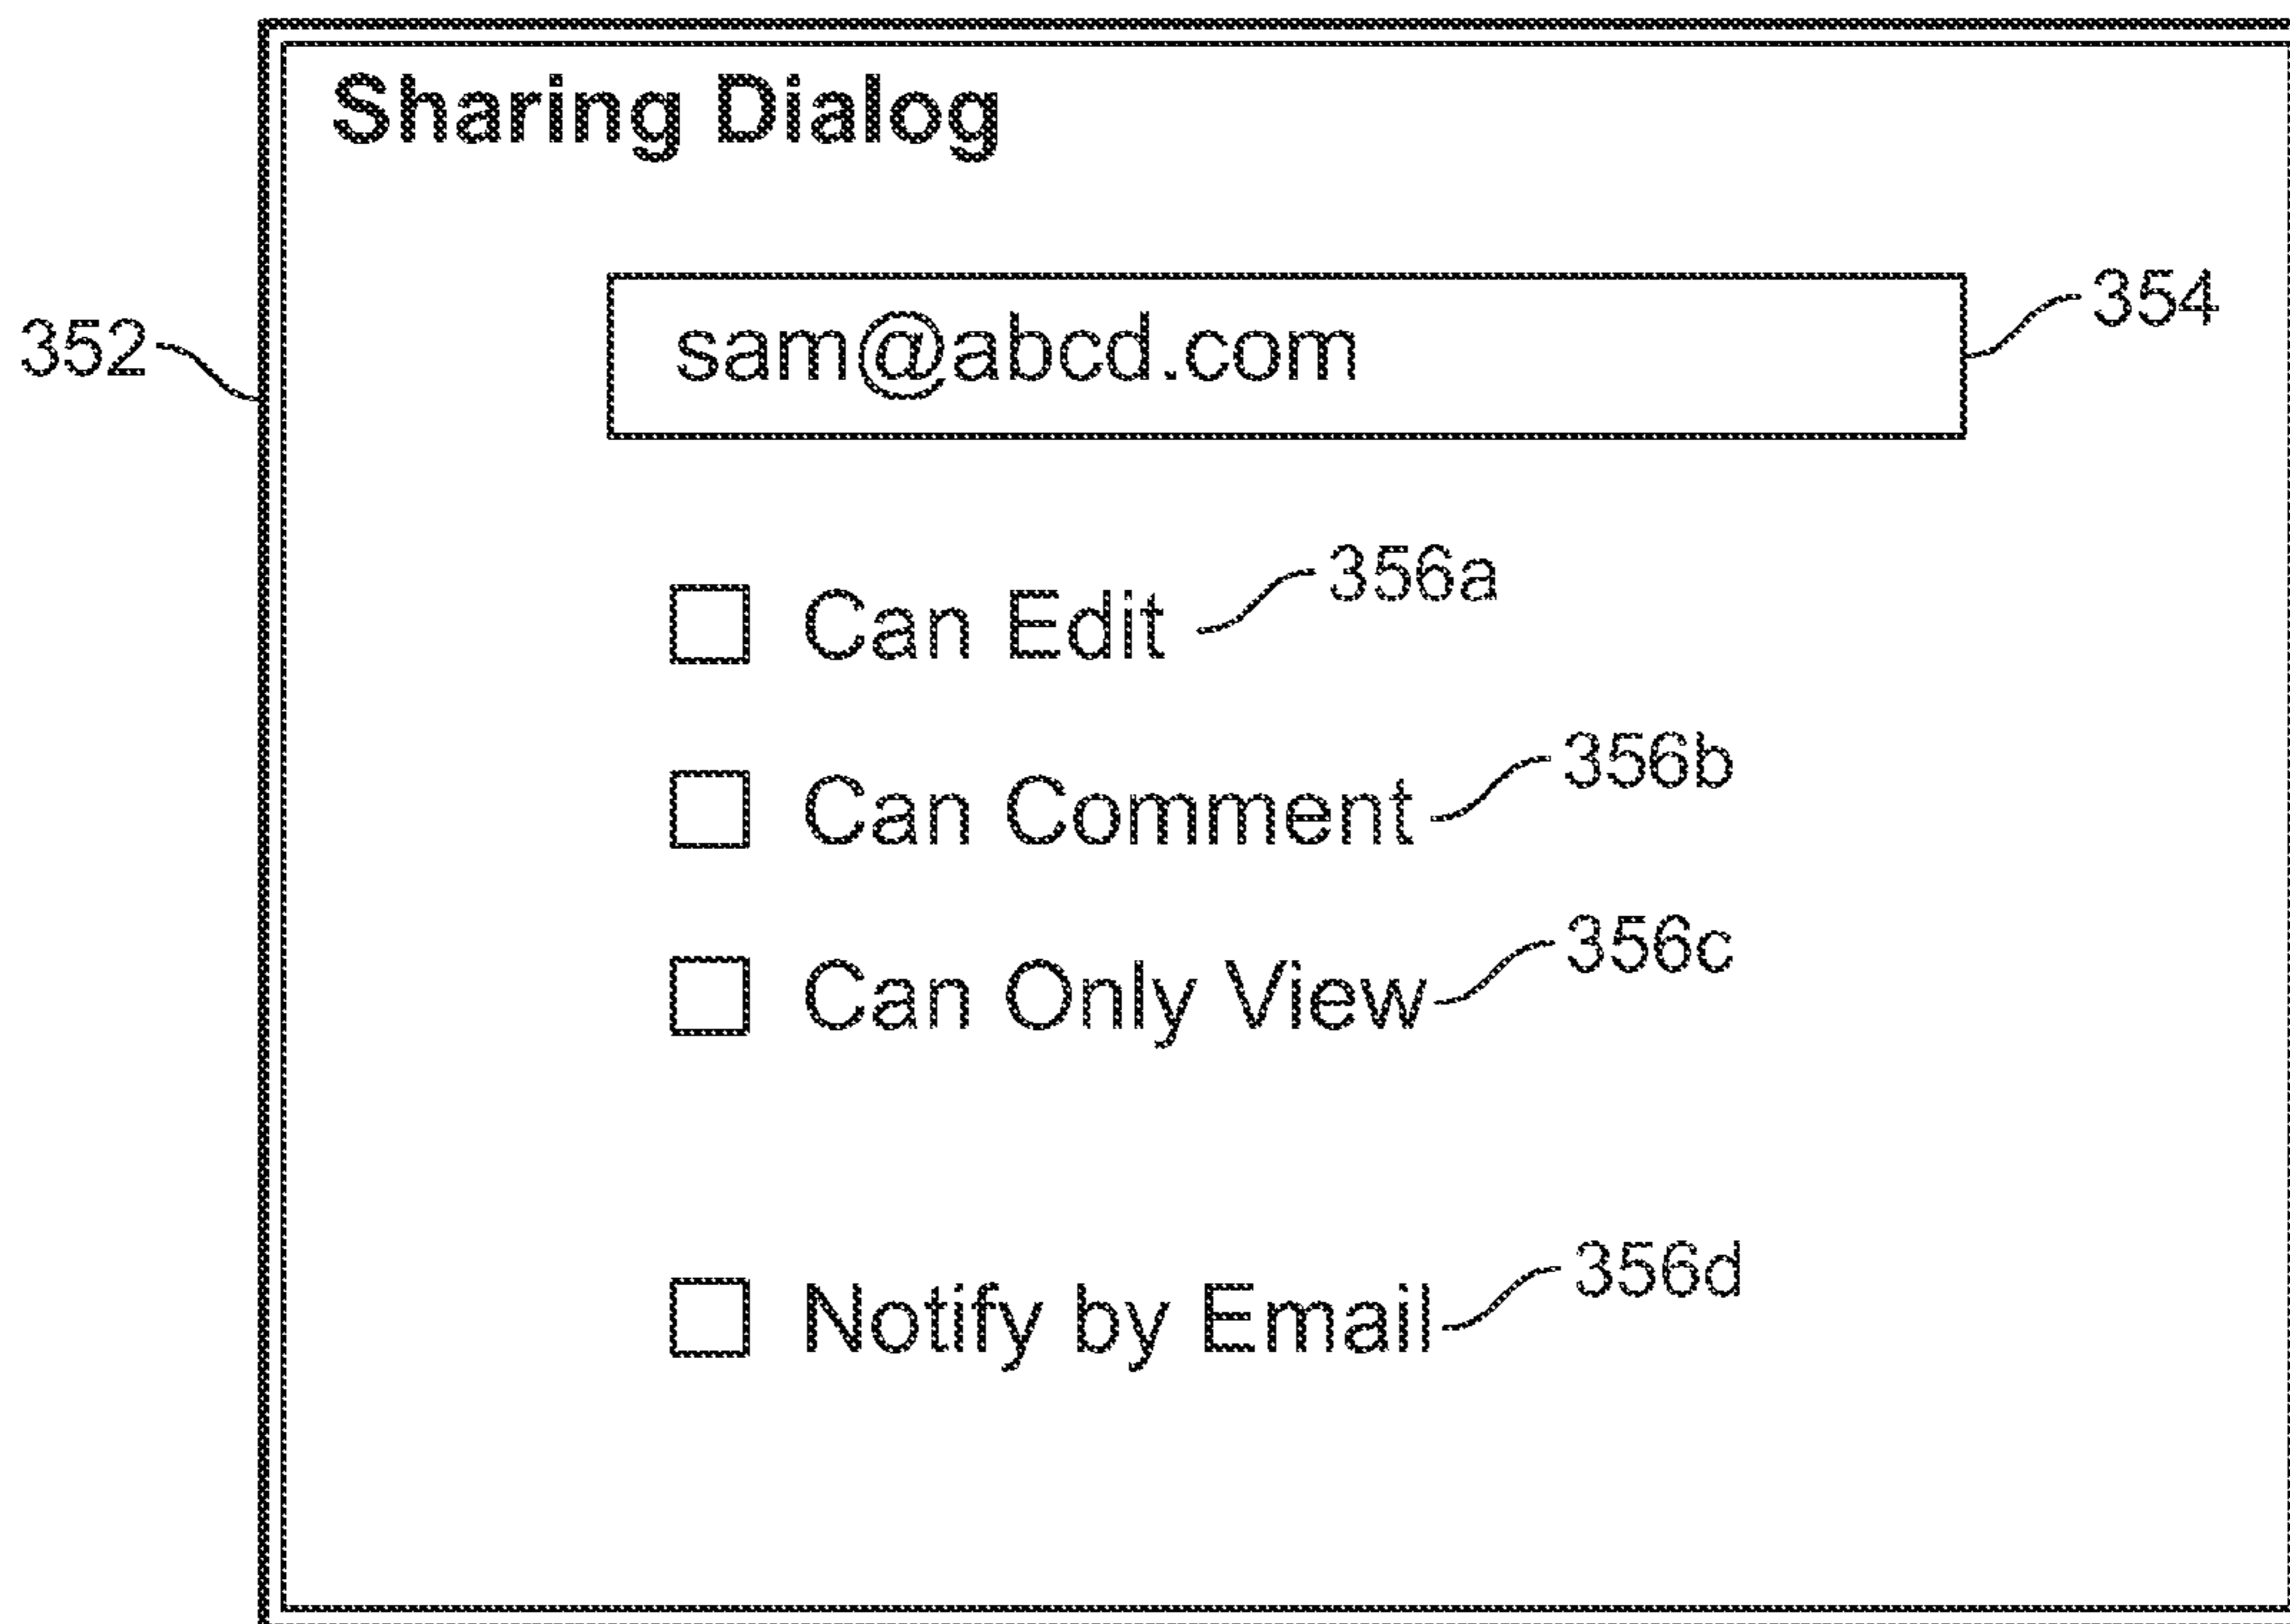 Sharing Dialog
352
sam@abcd.com
354
Can Edit
356a
Can Comment
356b
Can Only View
356c
Notify by Email
356d